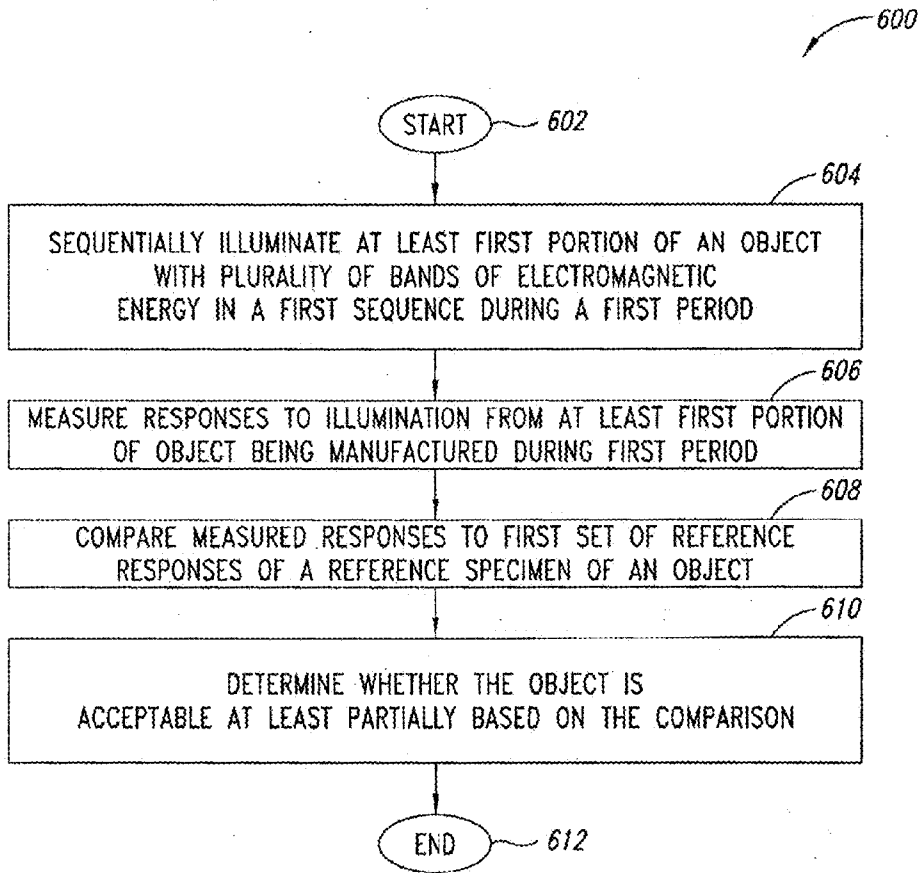 600
START 602
604
SEQUENTIALLY ILLUMINATE AT LEAST FIRST PORTION OF AN OBJECT
WITH PLURALITY OF BANDS OF ELECTROMAGNETIC
ENERGY IN A FIRST SEQUENCE DURING A FIRST PERIOD
606
MEASURE RESPONSES TO ILLUMINATION FROM AT LEAST FIRST PORTION
OF OBJECT BEING MANUFACTURED DURING FIRST PERIOD
608
COMPARE MEASURED RESPONSES TO FIRST SET OF REFERENCE
RESPONSES OF A REFERENCE SPECIMEN OF AN OBJECT
610
DETERMINE WHETHER THE OBJECT IS
ACCEPTABLE AT LEAST PARTIALLY BASED ON THE COMPARISON
END 612